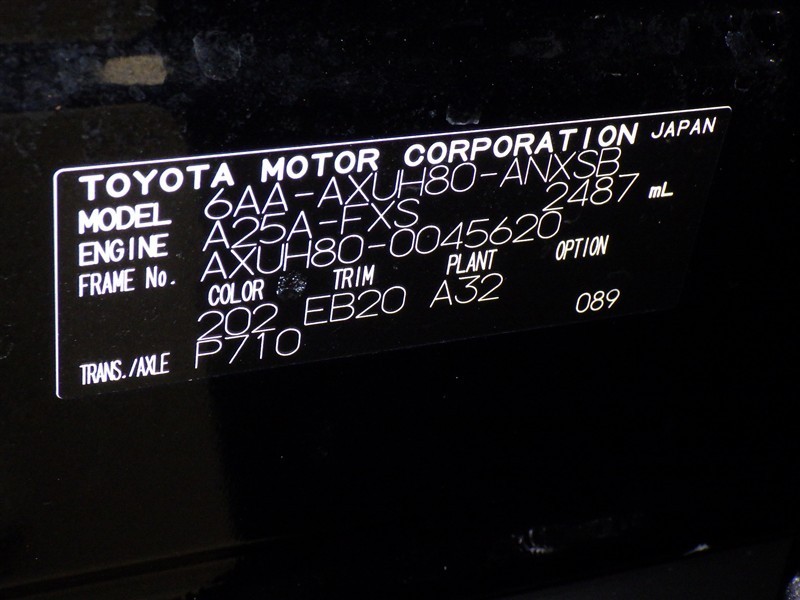 TOYOTA MOTOR CORPORATION JAPAN
MODEL 6AA-AXUH80-ANXSB
ENGINE A25A-FXS 2487 mL
FRAME No. AXUH80-0045620
COLOR TRIM PLANT OPTION
202 EB20 A32 089
TRANS./AXLE P710